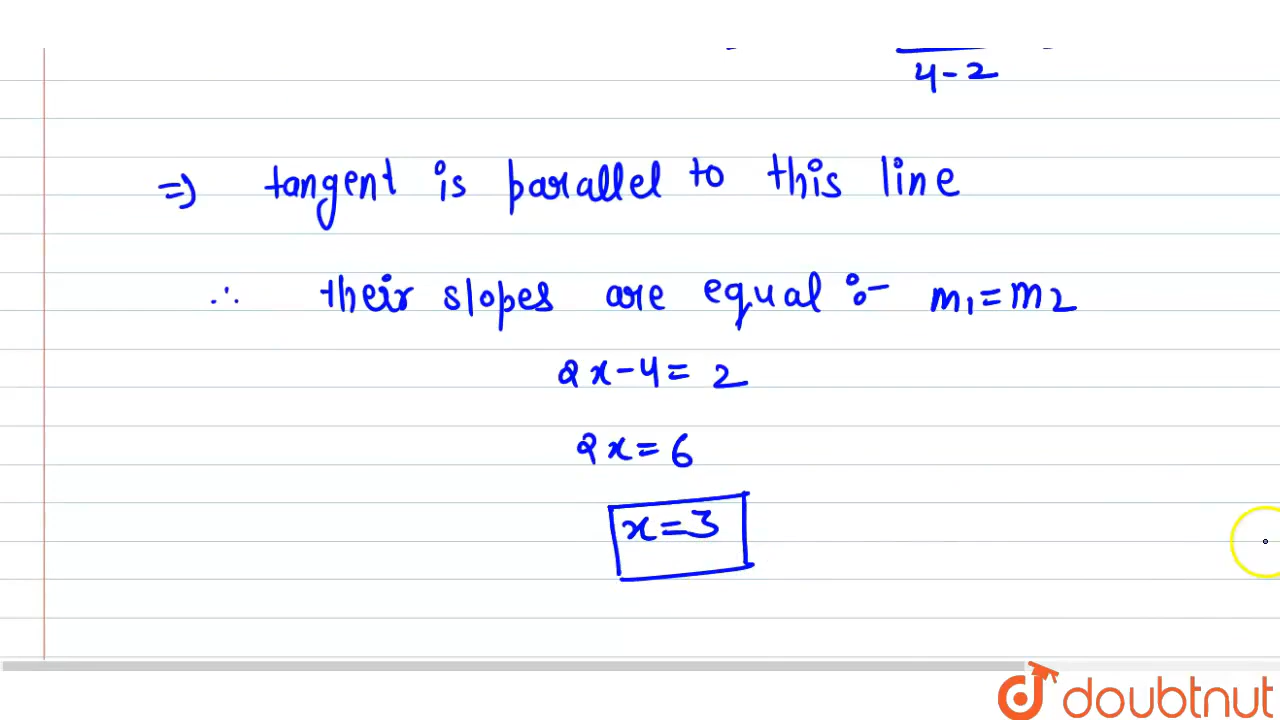 4-2
=) tangent is parallel to this line
∴ their slopes are equal :- m₁=m₂
2x-4=2
2x=6
x=3
doubtnut